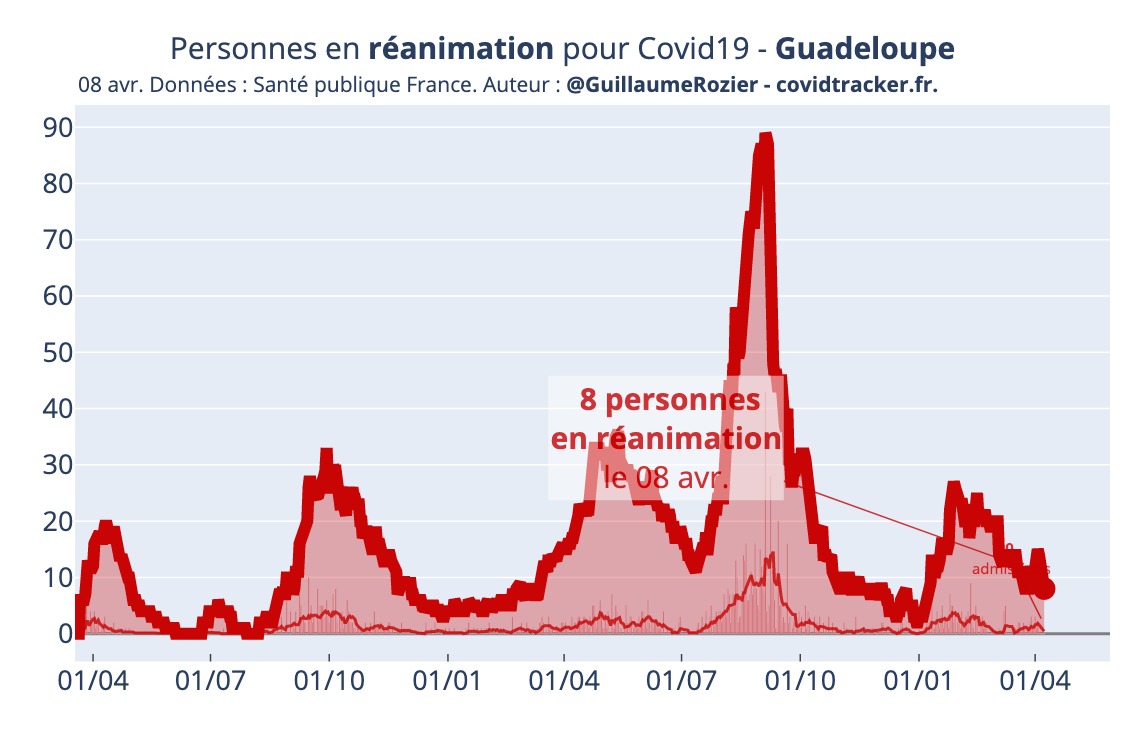 Personnes en réanimation pour Covid19 - Guadeloupe
08 avr. Données : Santé publique France. Auteur : @GuillaumeRozier - covidtracker.fr.
90
80
70
60
50
40
30
20
10
0
8 personnes
en réanimation
le 08 avr.
01/04 01/07 01/10 01/01 01/04 01/07 01/10 01/01 01/04